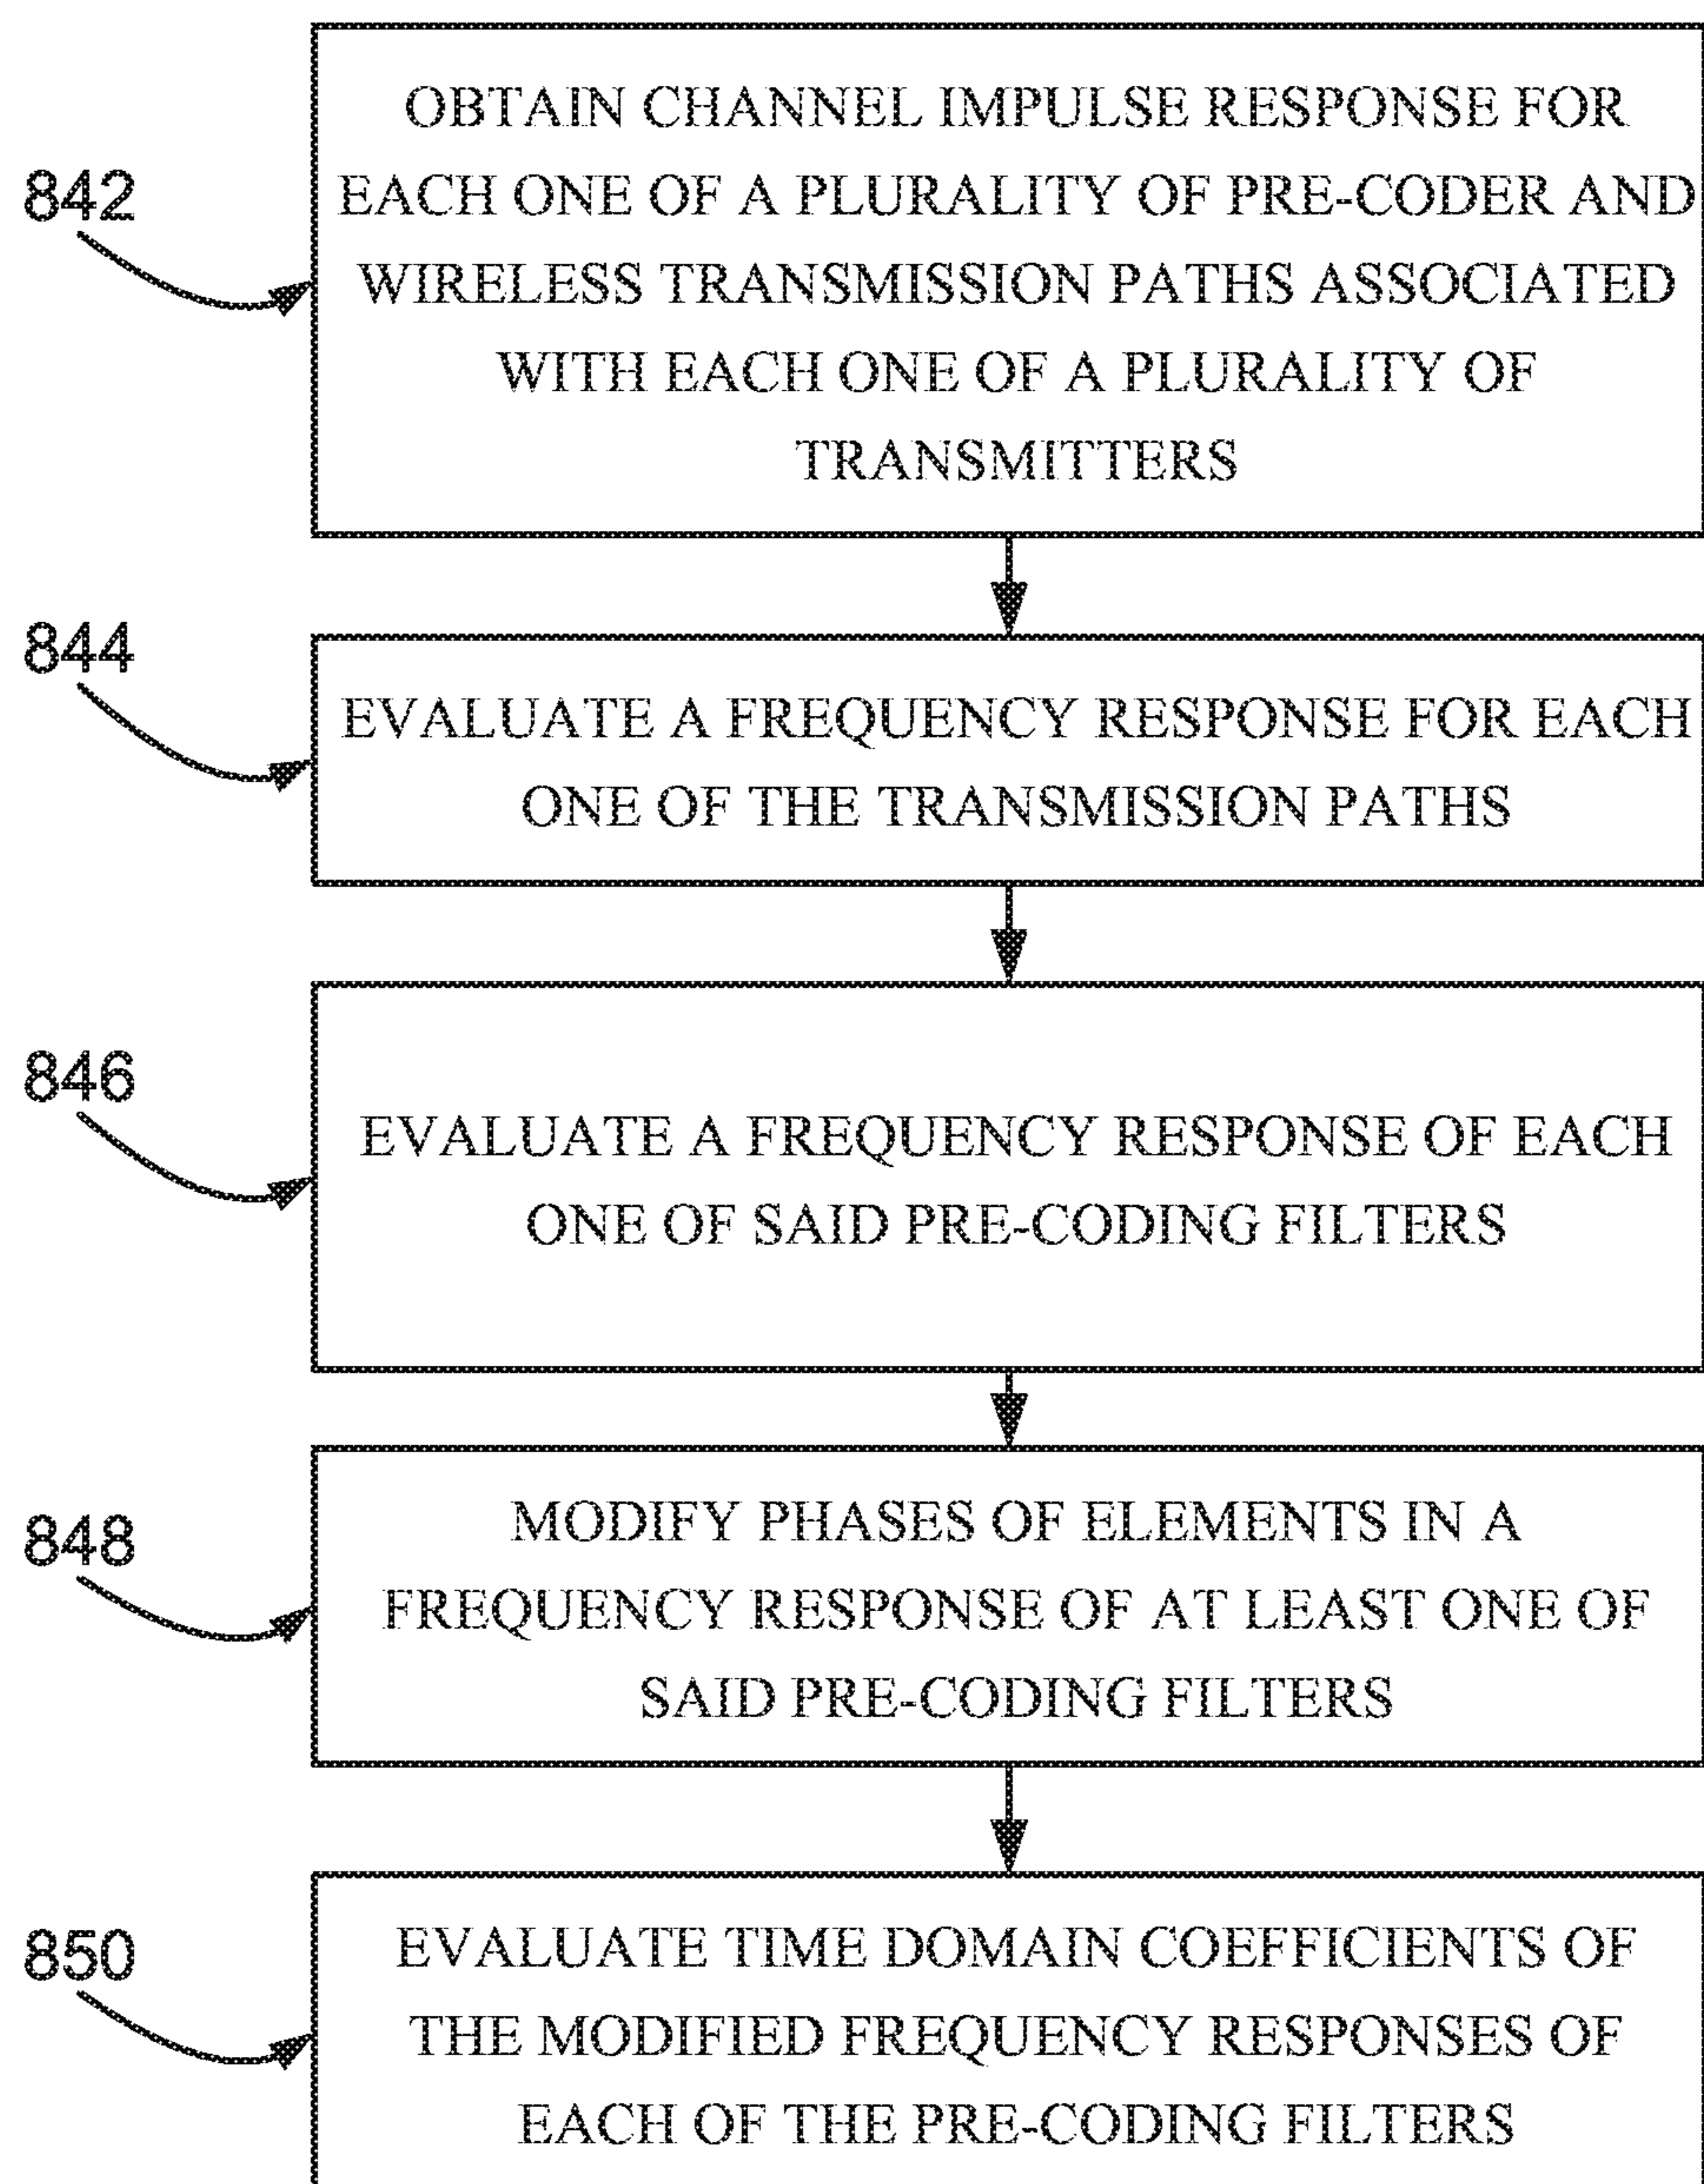 842
OBTAIN CHANNEL IMPULSE RESPONSE FOR
EACH ONE OF A PLURALITY OF PRE-CODER AND
WIRELESS TRANSMISSION PATHS ASSOCIATED
WITH EACH ONE OF A PLURALITY OF
TRANSMITTERS
844
EVALUATE A FREQUENCY RESPONSE FOR EACH
ONE OF THE TRANSMISSION PATHS
846
EVALUATE A FREQUENCY RESPONSE OF EACH
ONE OF SAID PRE-CODING FILTERS
848
MODIFY PHASES OF ELEMENTS IN A
FREQUENCY RESPONSE OF AT LEAST ONE OF
SAID PRE-CODING FILTERS
850
EVALUATE TIME DOMAIN COEFFICIENTS OF
THE MODIFIED FREQUENCY RESPONSES OF
EACH OF THE PRE-CODING FILTERS